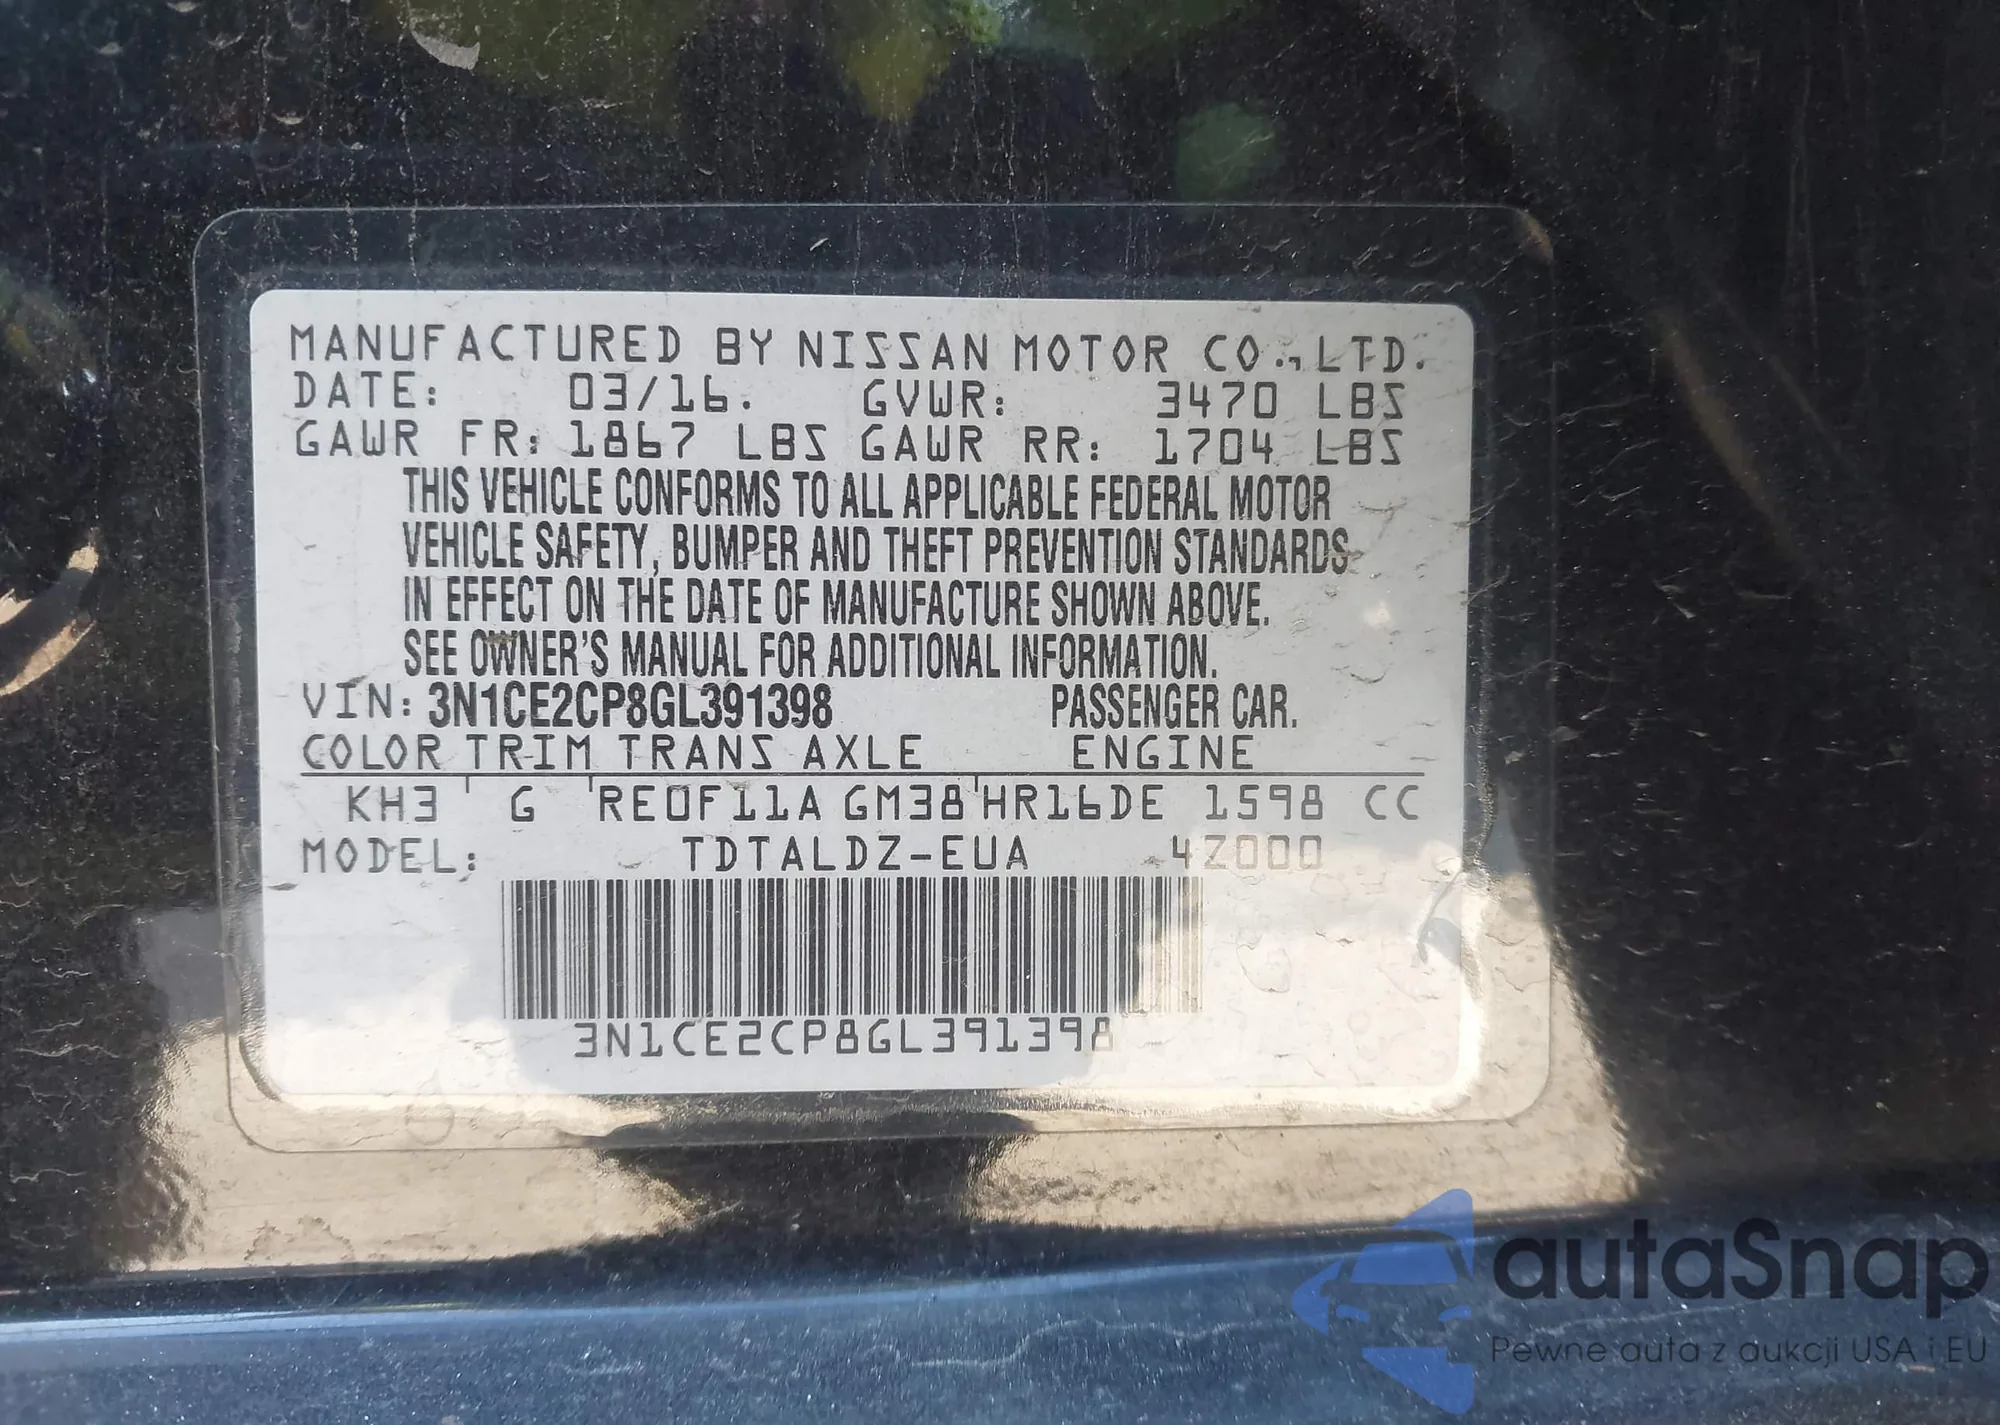 MANUFACTURED BY NISSAN MOTOR CO., LTD.
DATE: 03/16. GVWR: 3470 LBS
GAWR FR: 1867 LBS GAWR RR: 1704 LBS
THIS VEHICLE CONFORMS TO ALL APPLICABLE FEDERAL MOTOR
VEHICLE SAFETY, BUMPER AND THEFT PREVENTION STANDARDS
IN EFFECT ON THE DATE OF MANUFACTURE SHOWN ABOVE.
SEE OWNER'S MANUAL FOR ADDITIONAL INFORMATION.
VIN: 3N1CE2CP8GL391398 PASSENGER CAR.
COLOR TRIM TRANS AXLE ENGINE
KH3 G RE0F11A GM38 HR16DE 1598 CC
MODEL: TDTALDZ-EUA 4Z000
3N1CE2CP8GL391398
autaSnap
Pewne auta z aukcji USA i EU